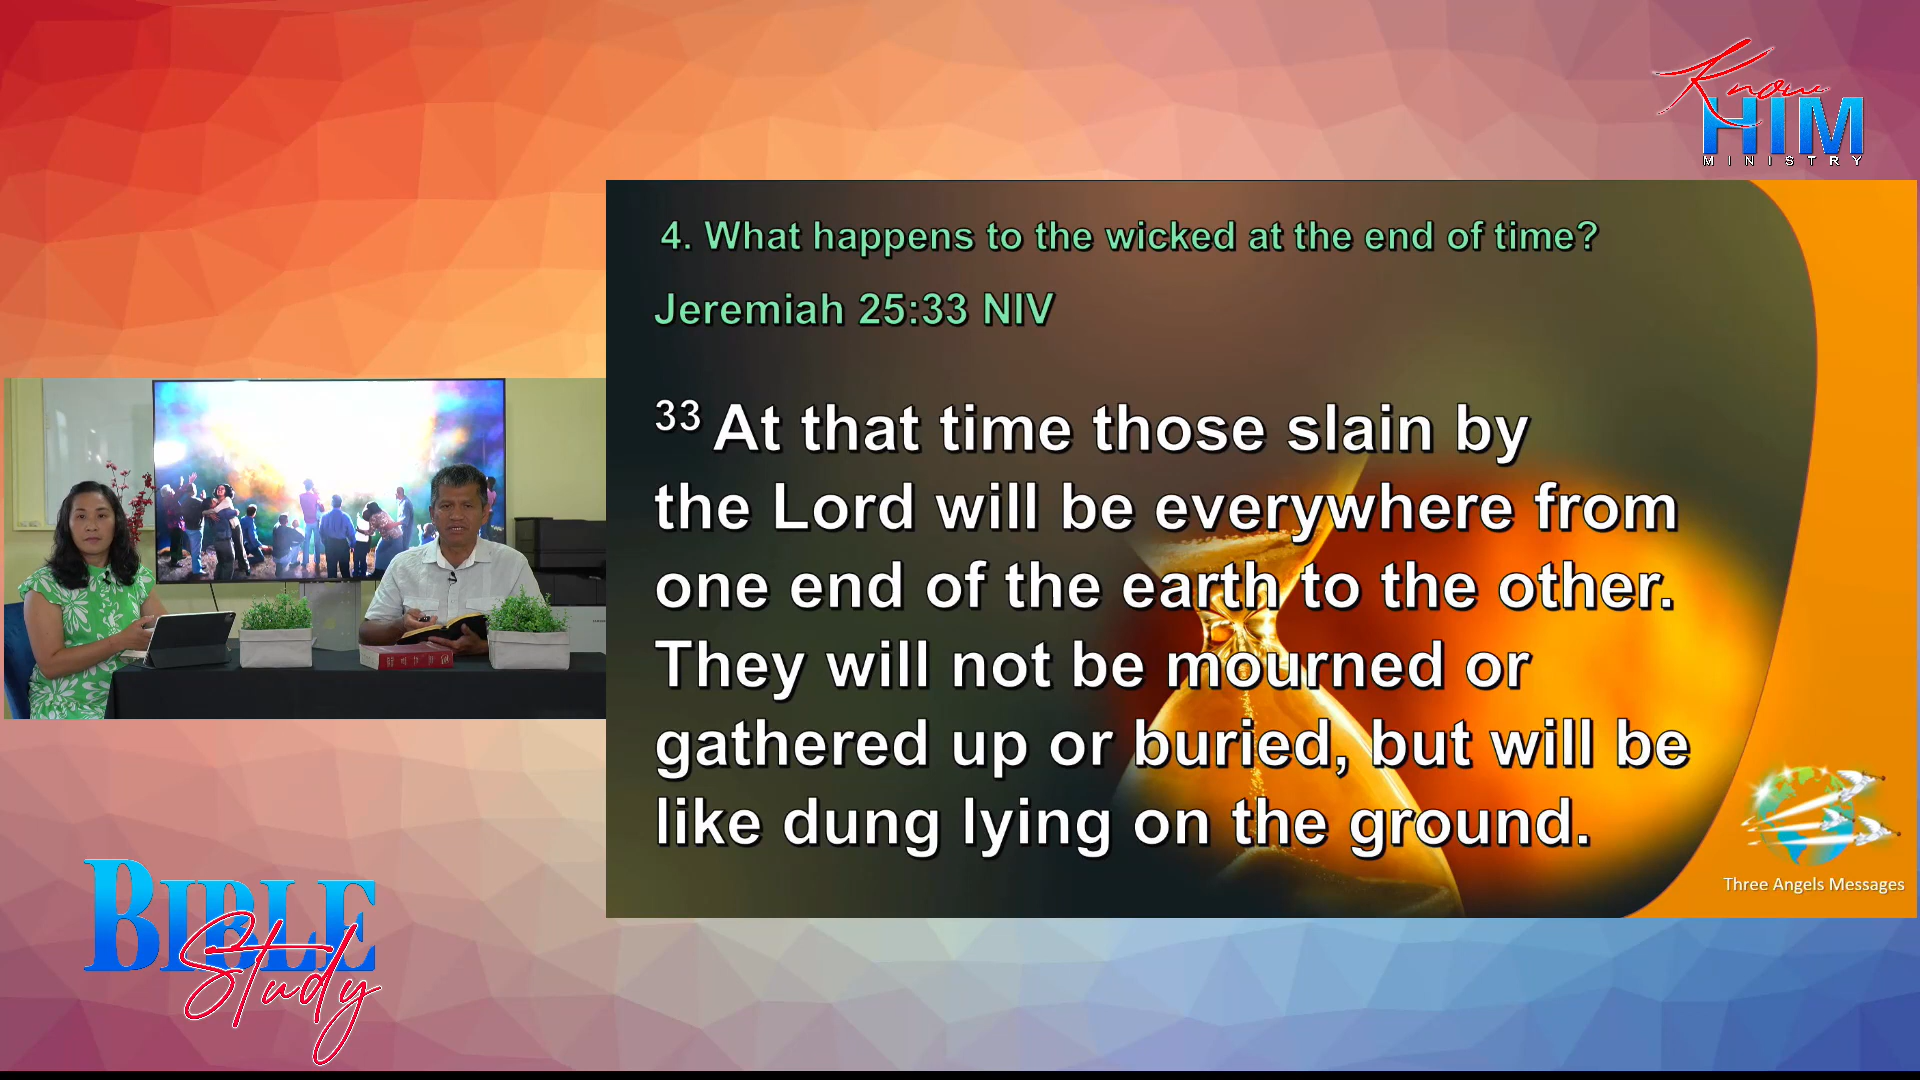 Know
HIM
MINISTRY
4. What happens to the wicked at the end of time?
Jeremiah 25:33 NIV
33 At that time those slain by
the Lord will be everywhere from
one end of the earth to the other.
They will not be mourned or
gathered up or buried, but will be
like dung lying on the ground.
Three Angels Messages
BIBLE
Study